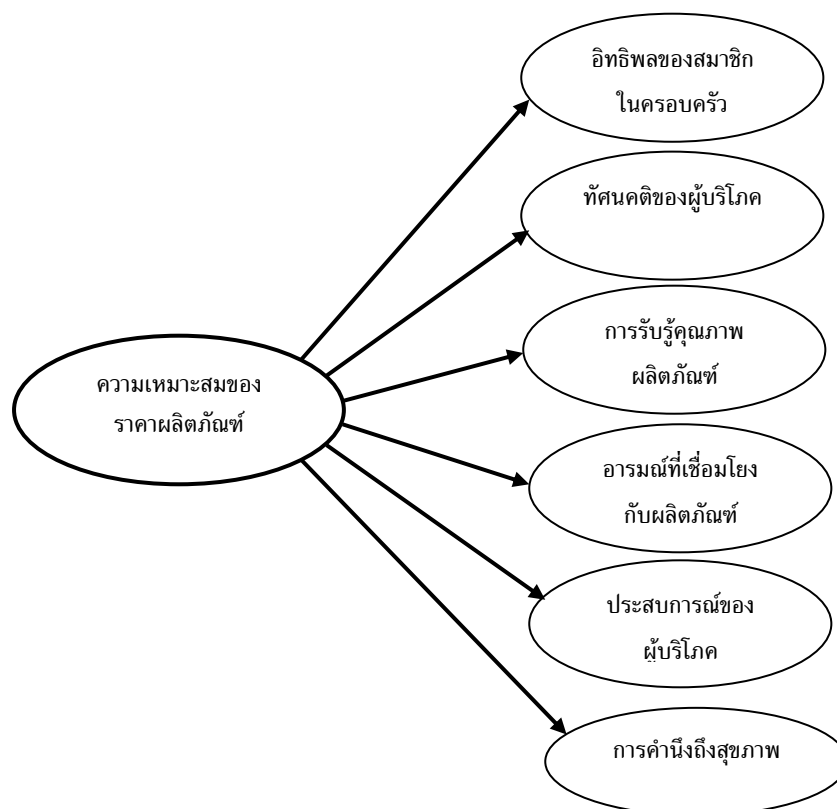 อิทธิพลของสมาชิก
ในครอบครัว
ทัศนคติของผู้บริโภค
การรับรู้คุณภาพ
ผลิตภัณฑ์
ความเหมาะสมของ
ราคาผลิตภัณฑ์
อารมณ์ที่เชื่อมโยง
กับผลิตภัณฑ์
ประสบการณ์ของ
ผู้บริโภค
การคำนึงถึงสุขภาพ